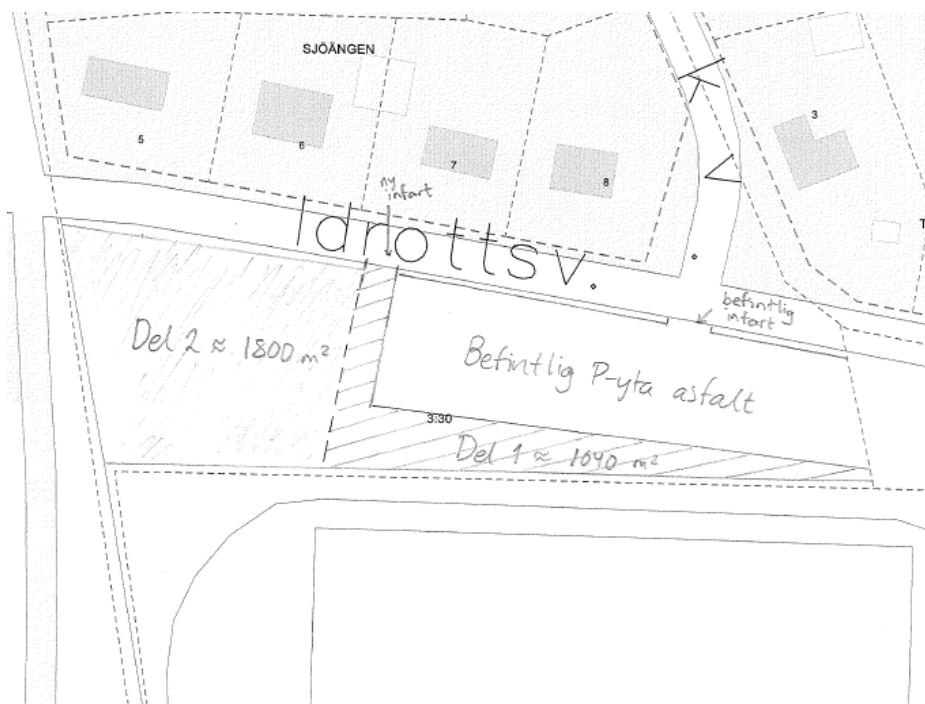 SJÖÄNGEN
3
5
6
7
8
ny
infart
Idrottsv.
befintlig
infart
Del 2 ≈ 1800 m²
Befintlig P-yta asfalt
3:30
Del 1 ≈ 1040 m²
T